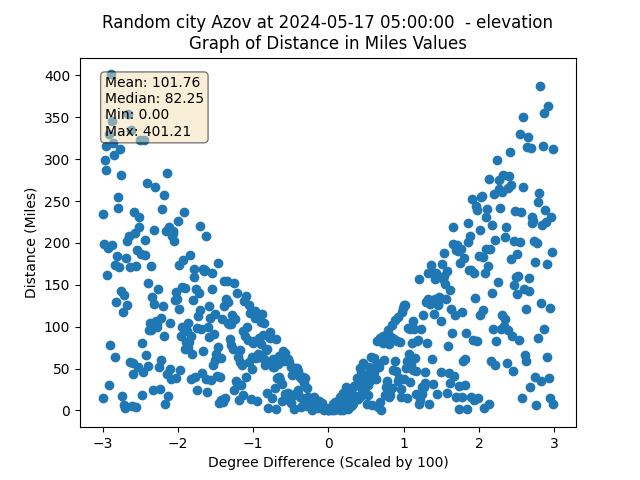 Random city Azov at 2024-05-17 05:00:00  - elevation
Graph of Distance in Miles Values
Mean: 101.76
Median: 82.25
Min: 0.00
Max: 401.21
Distance (Miles)
400
350
300
250
200
150
100
50
0
−3 −2 −1 0 1 2 3
Degree Difference (Scaled by 100)